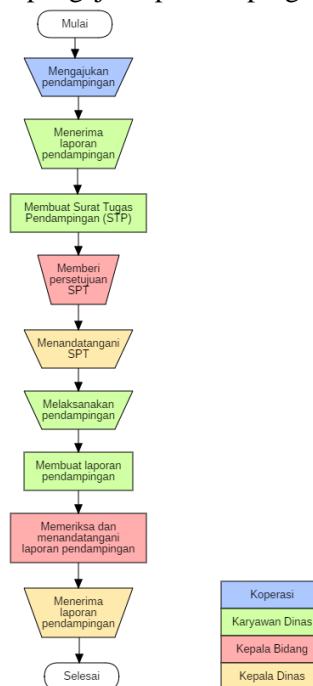 Mulai
Mengajukan
pendampingan
Menerima
laporan
pendampingan
Membuat Surat Tugas
Pendampingan (STP)
Memberi
persetujuan
SPT
Menandatangani
SPT
Melaksanakan
pendampingan
Membuat laporan
pendampingan
Memeriksa dan
menandatangani
laporan pendampingan
Menerima
laporan
pendampingan
Selesai
Koperasi
Karyawan Dinas
Kepala Bidang
Kepala Dinas